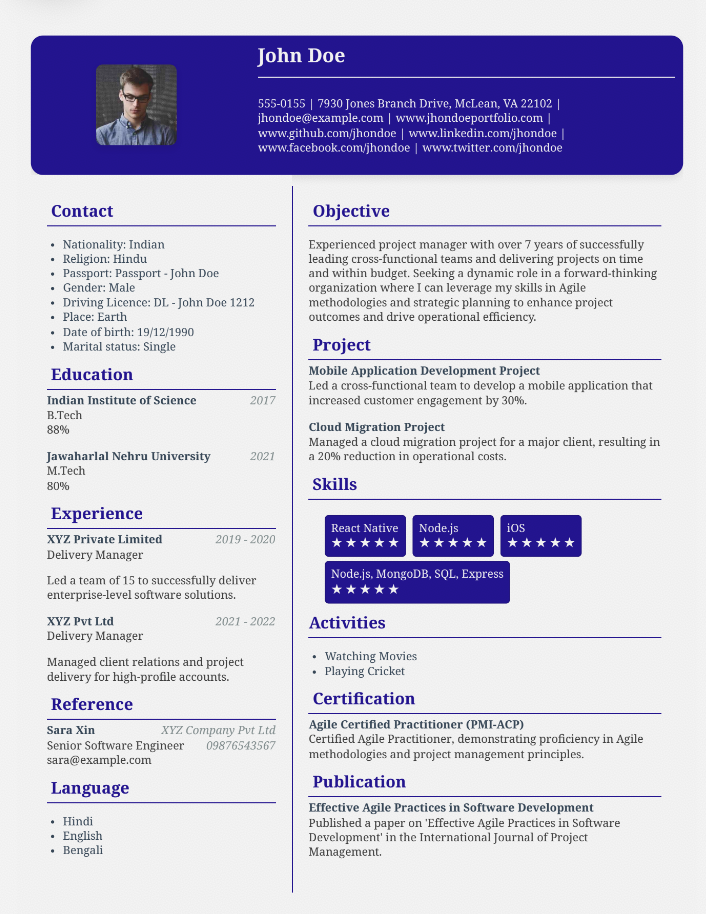 John Doe
555-0155 | 7930 Jones Branch Drive, McLean, VA 22102 |
jhondoe@example.com | www.jhondoeportfolio.com |
www.github.com/jhondoe | www.linkedin.com/jhondoe |
www.facebook.com/jhondoe | www.twitter.com/jhondoe
Contact
• Nationality: Indian
• Religion: Hindu
• Passport: Passport - John Doe
• Gender: Male
• Driving Licence: DL - John Doe 1212
• Place: Earth
• Date of birth: 19/12/1990
• Marital status: Single
Education
Indian Institute of Science 2017
B.Tech
88%
Jawaharlal Nehru University 2021
M.Tech
80%
Experience
XYZ Private Limited 2019 - 2020
Delivery Manager
Led a team of 15 to successfully deliver
enterprise-level software solutions.
XYZ Pvt Ltd 2021 - 2022
Delivery Manager
Managed client relations and project
delivery for high-profile accounts.
Reference
Sara Xin XYZ Company Pvt Ltd
Senior Software Engineer 09876543567
sara@example.com
Language
• Hindi
• English
• Bengali
Objective
Experienced project manager with over 7 years of successfully
leading cross-functional teams and delivering projects on time
and within budget. Seeking a dynamic role in a forward-thinking
organization where I can leverage my skills in Agile
methodologies and strategic planning to enhance project
outcomes and drive operational efficiency.
Project
Mobile Application Development Project
Led a cross-functional team to develop a mobile application that
increased customer engagement by 30%.
Cloud Migration Project
Managed a cloud migration project for a major client, resulting in
a 20% reduction in operational costs.
Skills
React Native Node.js iOS
★★★★★ ★★★★★ ★★★★★
Node.js, MongoDB, SQL, Express
★★★★★
Activities
• Watching Movies
• Playing Cricket
Certification
Agile Certified Practitioner (PMI-ACP)
Certified Agile Practitioner, demonstrating proficiency in Agile
methodologies and project management principles.
Publication
Effective Agile Practices in Software Development
Published a paper on 'Effective Agile Practices in Software
Development' in the International Journal of Project
Management.